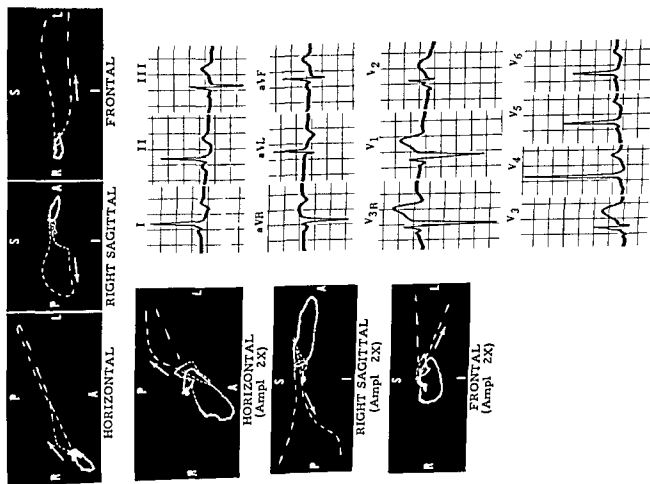 P
R L
A
HORIZONTAL
S
P A
I
RIGHT SAGITTAL
S
R L
I
FRONTAL
P
R L
A
HORIZONTAL
(Ampl 2X)
S
P A
I
RIGHT SAGITTAL
(Ampl 2X)
S
R L
I
FRONTAL
(Ampl 2X)
I II III
aVR aVL aVF
V3R V1 V2
V3 V4 V5 V6